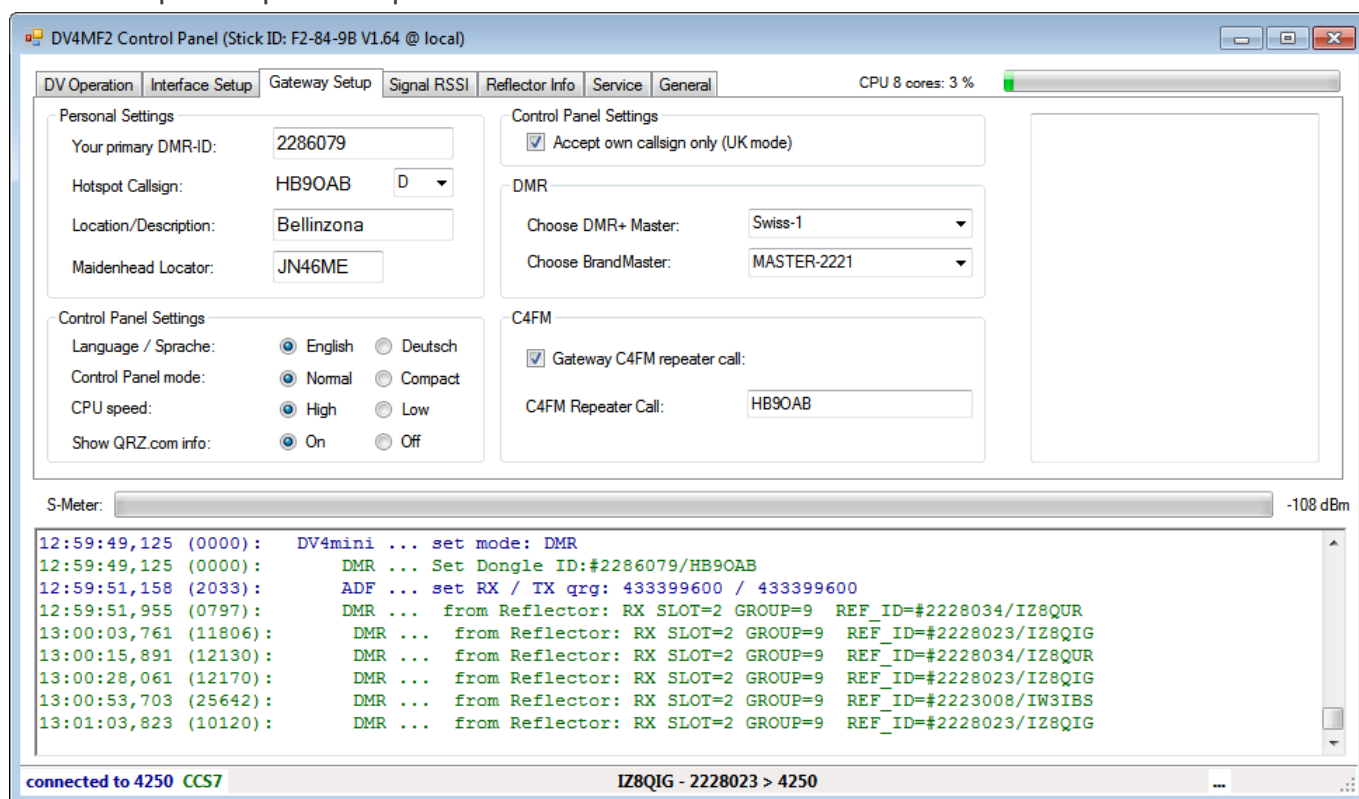 DV4MF2 Control Panel (Stick ID: F2-84-9B V1.64 @ local)
DV Operation Interface Setup Gateway Setup Signal RSSI Reflector Info Service General CPU 8 cores: 3 %
Personal Settings
Your primary DMR-ID: 2286079
Hotspot Callsign: HB9OAB D
Location/Description: Bellinzona
Maidenhead Locator: JN46ME
Control Panel Settings
Accept own callsign only (UK mode)
DMR
Choose DMR+ Master: Swiss-1
Choose BrandMaster: MASTER-2221
Control Panel Settings
Language / Sprache: English Deutsch
Control Panel mode: Normal Compact
CPU speed: High Low
Show QRZ.com info: On Off
C4FM
Gateway C4FM repeater call:
C4FM Repeater Call: HB9OAB
S-Meter: -108 dBm
12:59:49,125 (0000): DV4mini ... set mode: DMR
12:59:49,125 (0000): DMR ... Set Dongle ID:#2286079/HB9OAB
12:59:51,158 (2033): ADF ... set RX / TX qrg: 433399600 / 433399600
12:59:51,955 (0797): DMR ... from Reflector: RX SLOT=2 GROUP=9 REF_ID=#2228034/IZ8QUR
13:00:03,761 (11806): DMR ... from Reflector: RX SLOT=2 GROUP=9 REF_ID=#2228023/IZ8QIG
13:00:15,891 (12130): DMR ... from Reflector: RX SLOT=2 GROUP=9 REF_ID=#2228034/IZ8QUR
13:00:28,061 (12170): DMR ... from Reflector: RX SLOT=2 GROUP=9 REF_ID=#2228023/IZ8QIG
13:00:53,703 (25642): DMR ... from Reflector: RX SLOT=2 GROUP=9 REF_ID=#2223008/IW3IBS
13:01:03,823 (10120): DMR ... from Reflector: RX SLOT=2 GROUP=9 REF_ID=#2228023/IZ8QIG
connected to 4250 CCS7 IZ8QIG - 2228023 > 4250 ...